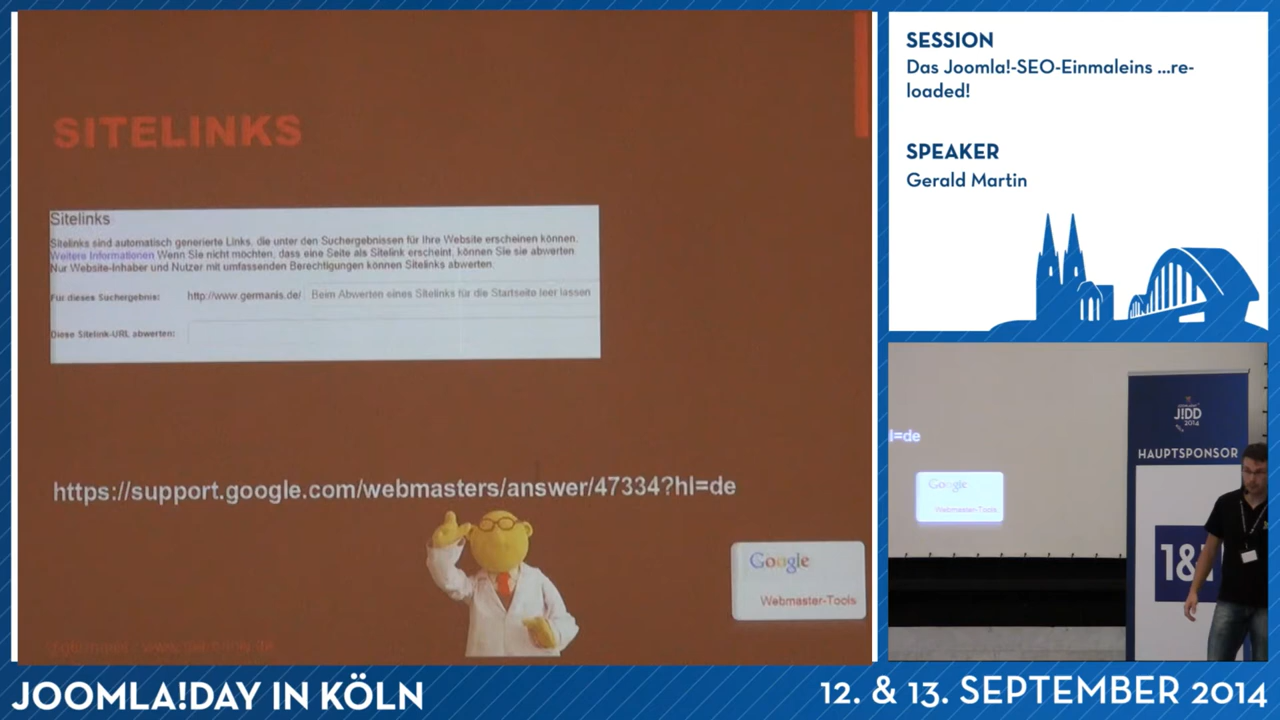 SITELINKS
Sitelinks
Sitelinks sind automatisch generierte Links, die unter den Suchergebnissen für Ihre Website erscheinen können.
Weitere Informationen Wenn Sie nicht möchten, dass eine Seite als Sitelink erscheint, können Sie sie abwerten
Nur Website-Inhaber und Nutzer mit umfassenden Berechtigungen können Sitelinks abwerten.
Für dieses Suchergebnis: http://www.germanis.de/ Beim Abwerten eines Sitelinks für die Startseite leer lassen
Diese Sitelink-URL abwerten:
https://support.google.com/webmasters/answer/47334?hl=de
Google
Webmaster-Tools
SESSION
Das Joomla!-SEO-Einmaleins ...re-
loaded!
SPEAKER
Gerald Martin
l=de
Google
Webmaster-Tools
J!DD
2014
HAUPTSPONSOR
1&1
JOOMLA!DAY IN KÖLN
12. & 13. SEPTEMBER 2014